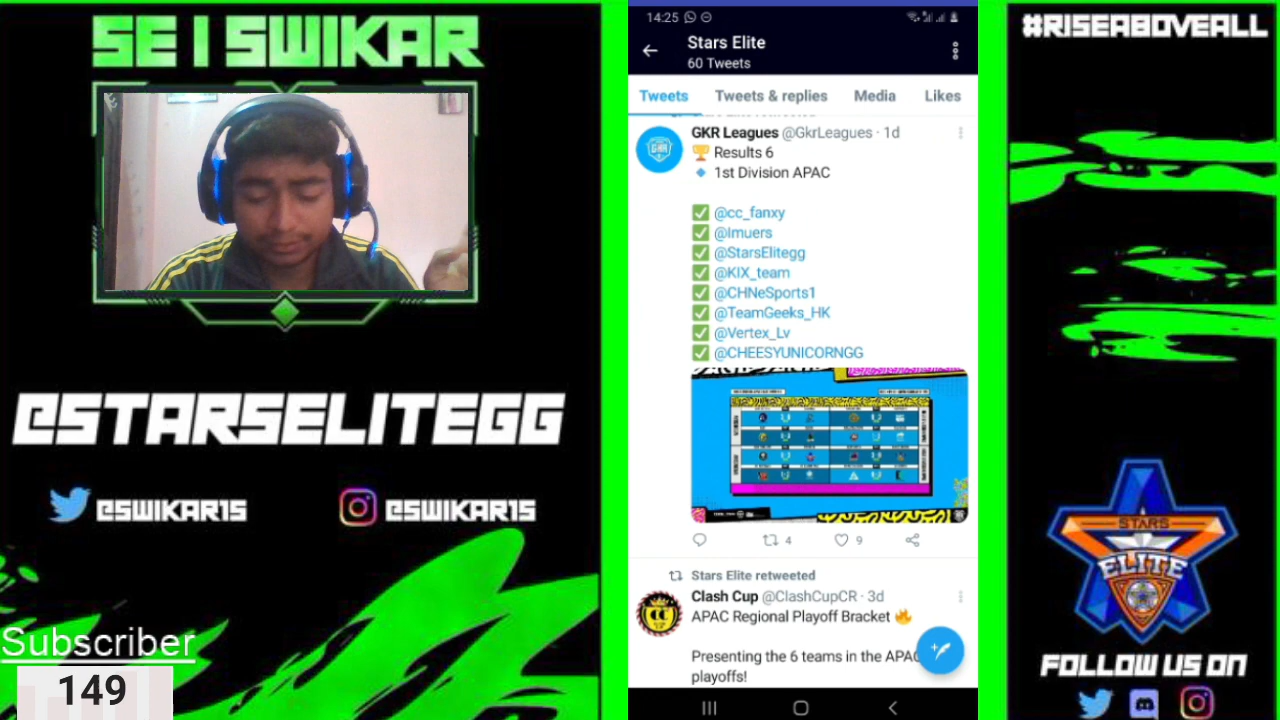 SE I SWIKAR
@STARSELITEGG
@SWIKAR15
@SWIKAR15
Subscriber
149
14:25
Stars Elite
60 Tweets
Tweets
Tweets & replies
Media
Likes
GKR Leagues @GkrLeagues · 1d
🏆 Results 6
🔹 1st Division APAC
✅ @cc_fanxy
✅ @Imuers
✅ @StarsElitegg
✅ @KIX_team
✅ @CHNeSports1
✅ @TeamGeeks_HK
✅ @Vertex_Lv
✅ @CHEESYUNICORNGG
4
9
Stars Elite retweeted
Clash Cup @ClashCupCR · 3d
APAC Regional Playoff Bracket 🔥
Presenting the 6 teams in the APAC
playoffs!
#RISEABOVEALL
STARS
ELITE
FOLLOW US ON